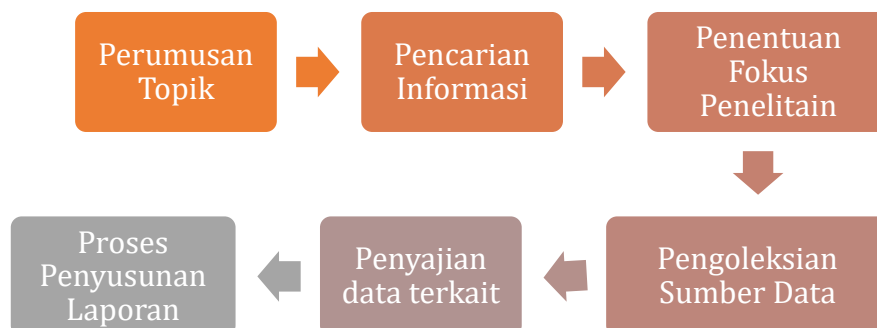 Perumusan
Topik
Pencarian
Informasi
Penentuan
Fokus
Penelitain
Pengoleksian
Sumber Data
Penyajian
data terkait
Proses
Penyusunan
Laporan